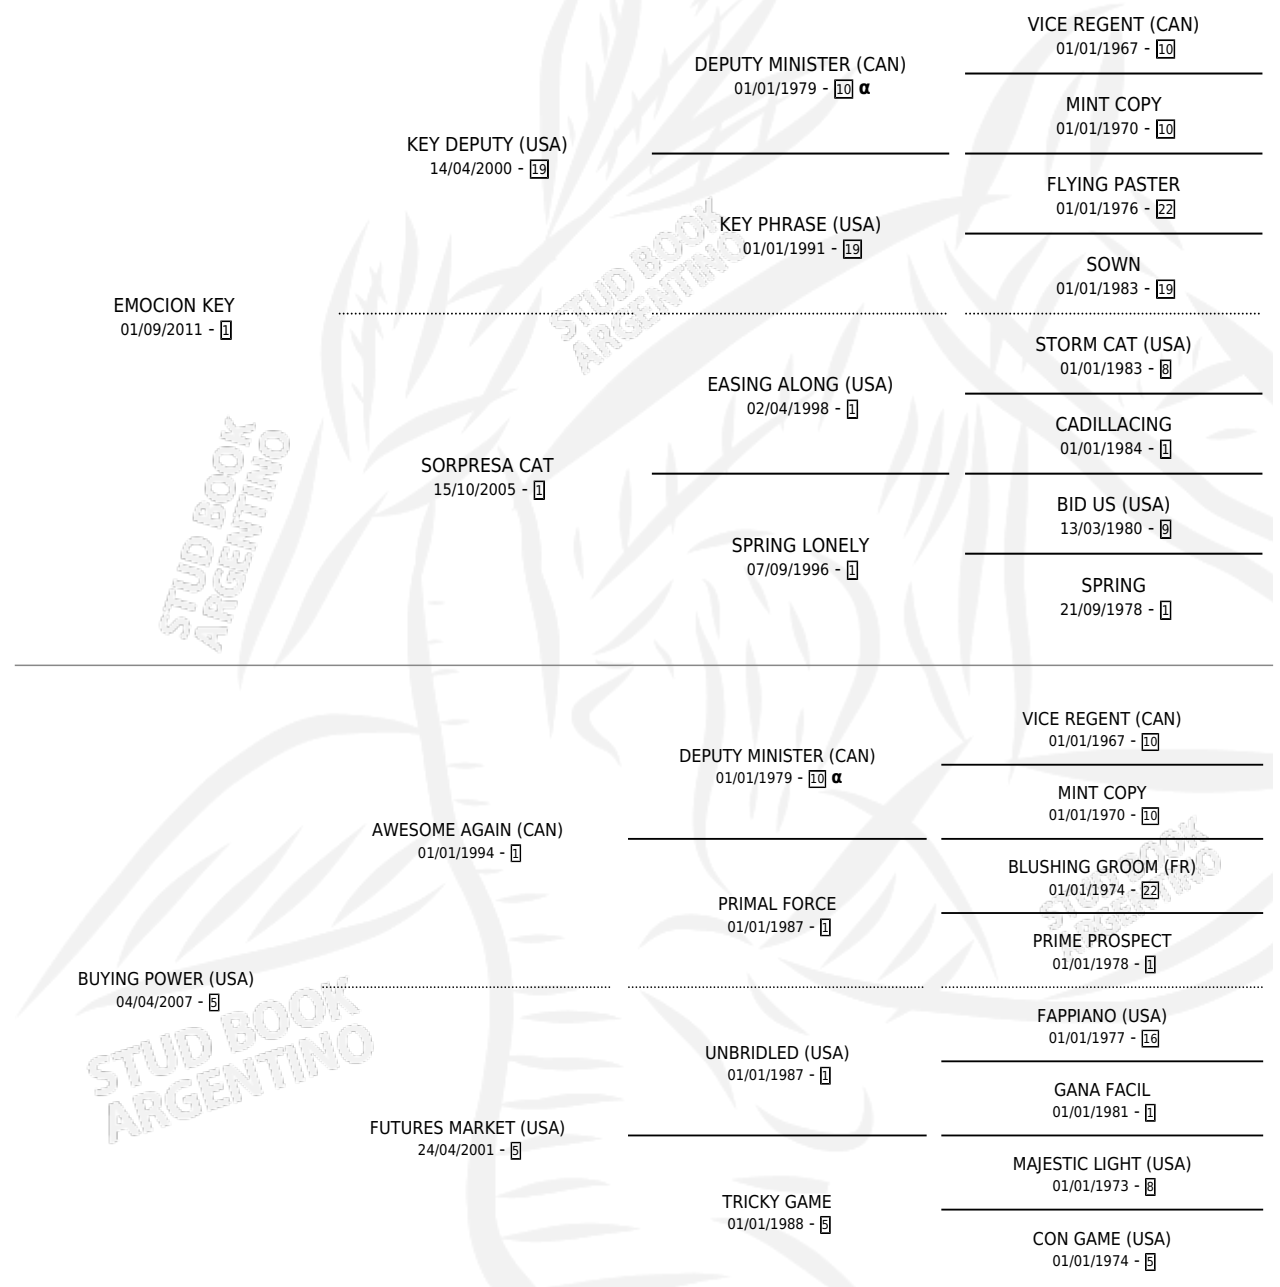 VICE REGENT (CAN)
01/01/1967 - 10
DEPUTY MINISTER (CAN)
01/01/1979 - 10 α
MINT COPY
01/01/1970 - 10
KEY DEPUTY (USA)
14/04/2000 - 19
FLYING PASTER
01/01/1976 - 22
KEY PHRASE (USA)
01/01/1991 - 19
SOWN
01/01/1983 - 19
EMOCION KEY
01/09/2011 - 1
STORM CAT (USA)
01/01/1983 - 8
EASING ALONG (USA)
02/04/1998 - 1
CADILLACING
01/01/1984 - 1
SORPRESA CAT
15/10/2005 - 1
BID US (USA)
13/03/1980 - 9
SPRING LONELY
07/09/1996 - 1
SPRING
21/09/1978 - 1
STUD BOOK
ARGENTINO
STUD BOOK
ARGENTINO
VICE REGENT (CAN)
01/01/1967 - 10
DEPUTY MINISTER (CAN)
01/01/1979 - 10 α
MINT COPY
01/01/1970 - 10
AWESOME AGAIN (CAN)
01/01/1994 - 1
BLUSHING GROOM (FR)
01/01/1974 - 22
PRIMAL FORCE
01/01/1987 - 1
PRIME PROSPECT
01/01/1978 - 1
BUYING POWER (USA)
04/04/2007 - 5
FAPPIANO (USA)
01/01/1977 - 16
UNBRIDLED (USA)
01/01/1987 - 1
GANA FACIL
01/01/1981 - 1
FUTURES MARKET (USA)
24/04/2001 - 5
MAJESTIC LIGHT (USA)
01/01/1973 - 8
TRICKY GAME
01/01/1988 - 5
CON GAME (USA)
01/01/1974 - 5
STUD BOOK
ARGENTINO
STUD BOOK
ARGENTINO